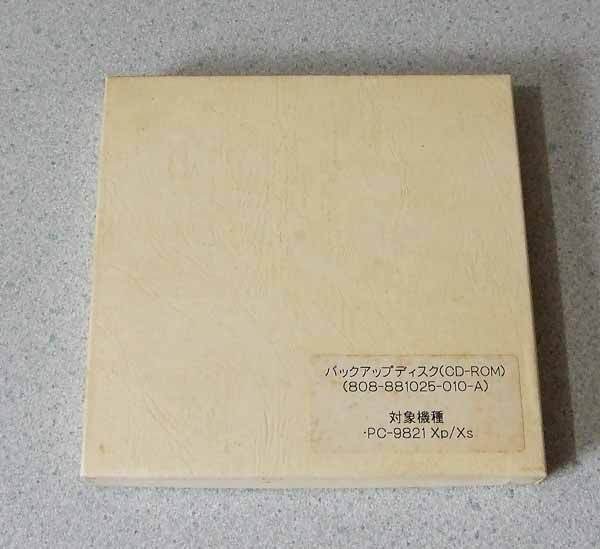 バックアップディスク(CD-ROM)
(808-881025-010-A)
対象機種
・PC-9821 Xp/Xs